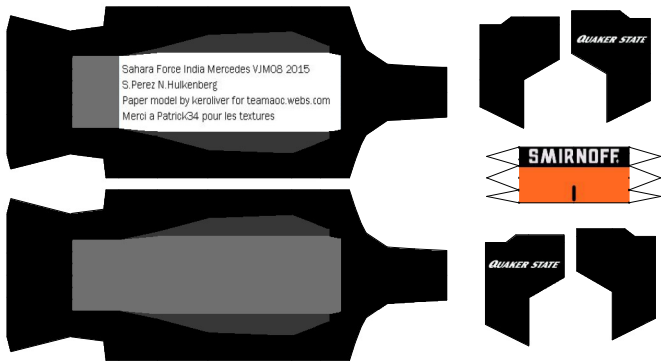 Sahara Force India Mercedes VJM08 2015
S.Perez N.Hulkenberg
Paper model by keroliver for teamaoc.webs.com
Merci a Patrick34 pour les textures
QUAKER STATE
SMIRNOFF.
QUAKER STATE